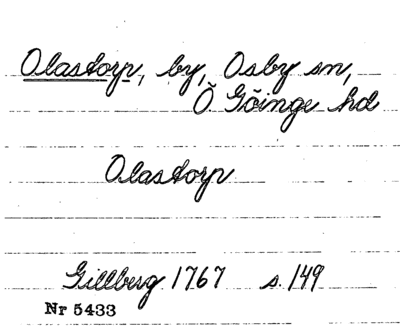 Olastorp, by, Osby sn,
Ö. Göinge hd
Olastorp
Gillberg 1767 s. 149
Nr 5433